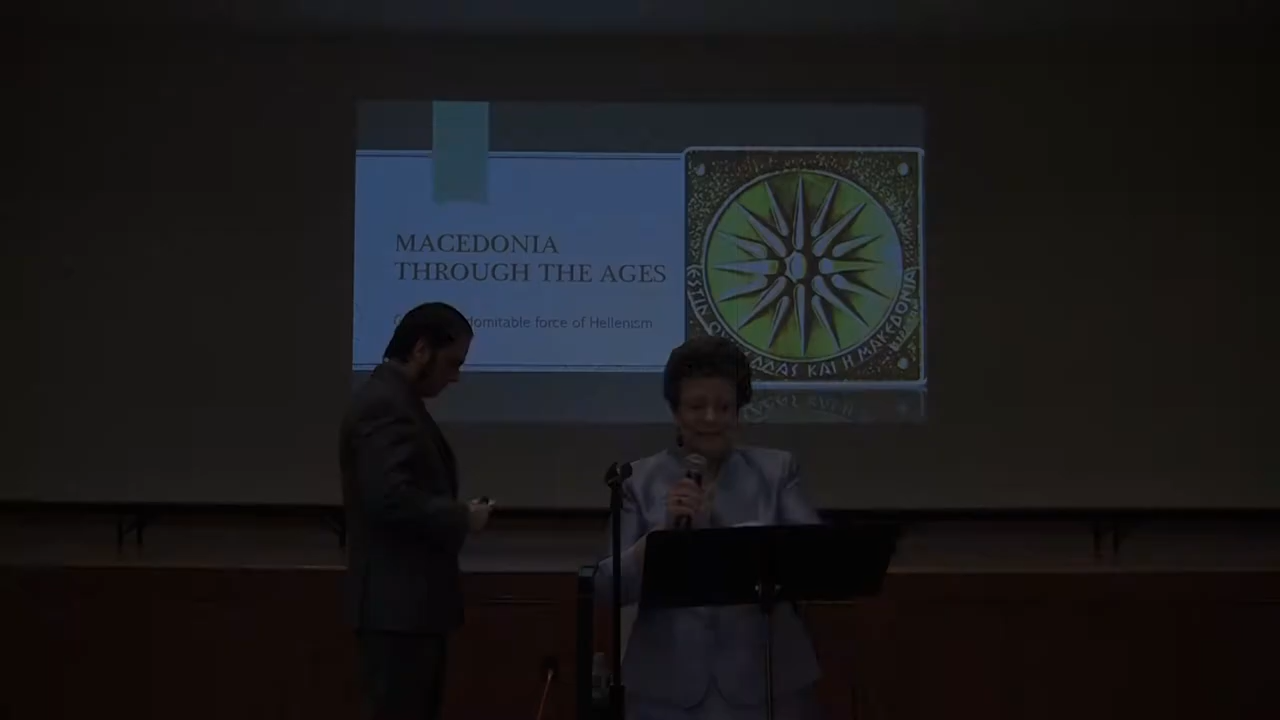 MACEDONIA
THROUGH THE AGES
force of Hellenism
ΚΑΙ Η ΜΑΚΕΔΟΝΙΑ